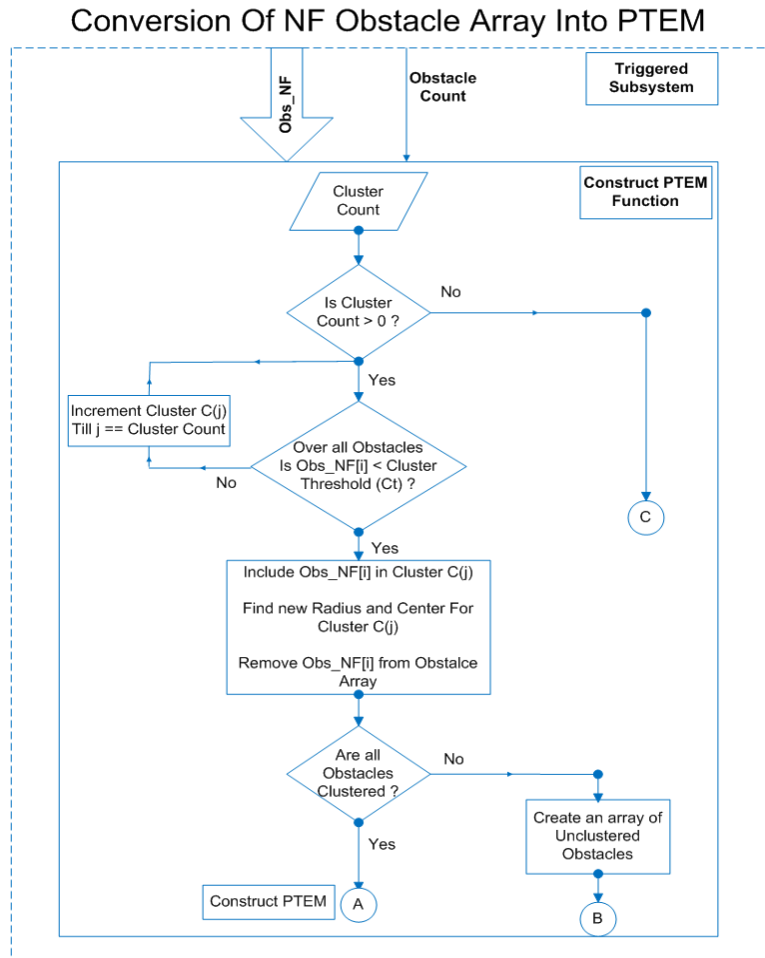 Conversion Of NF Obstacle Array Into PTEM
Obs_NF
Obstacle
Count
Triggered
Subsystem
Construct PTEM
Function
Cluster
Count
Is Cluster
Count > 0 ?
No
Yes
Increment Cluster C(j)
Till j == Cluster Count
Over all Obstacles
Is Obs_NF[i] < Cluster
Threshold (Ct) ?
No
C
Yes
Include Obs_NF[i] in Cluster C(j)
Find new Radius and Center For
Cluster C(j)
Remove Obs_NF[i] from Obstalce
Array
Are all
Obstacles
Clustered ?
No
Create an array of
Unclustered
Obstacles
Yes
Construct PTEM
A
B